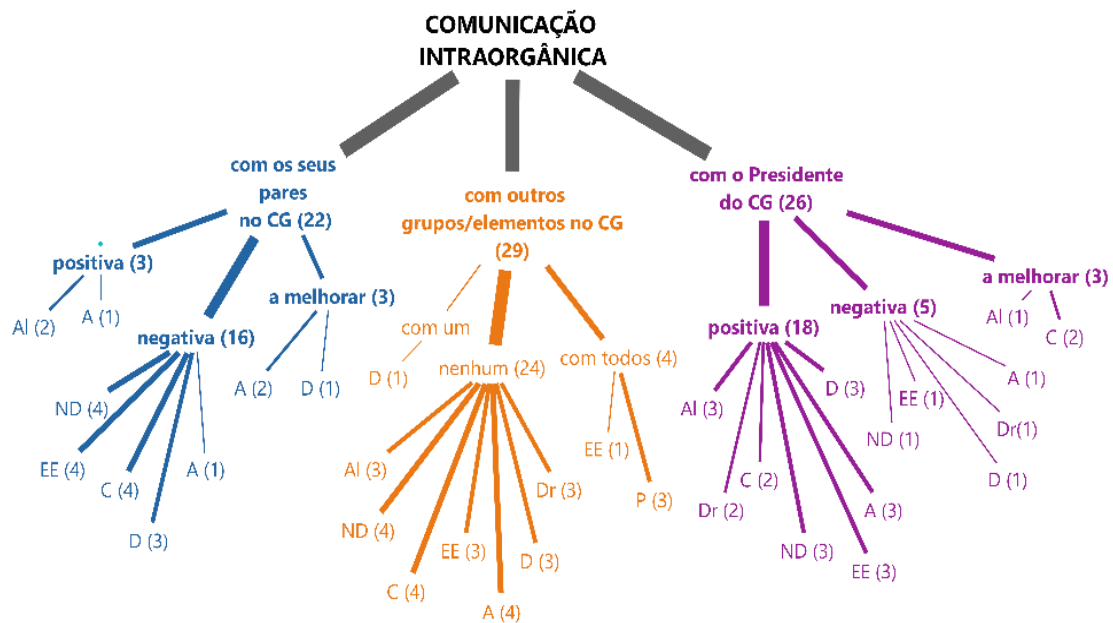 COMUNICAÇÃO
INTRAORGÂNICA
com os seus
pares
no CG (22)
positiva (3)
Al (2)
A (1)
negativa (16)
ND (4)
EE (4)
C (4)
D (3)
A (1)
a melhorar (3)
A (2)
D (1)
com outros
grupos/elementos no CG
(29)
com um
D (1)
nenhum (24)
Al (3)
ND (4)
C (4)
EE (3)
A (4)
D (3)
Dr (3)
com todos (4)
EE (1)
P (3)
com o Presidente
do CG (26)
positiva (18)
Al (3)
Dr (2)
C (2)
ND (3)
EE (3)
A (3)
D (3)
negativa (5)
ND (1)
EE (1)
D (1)
Dr(1)
A (1)
a melhorar (3)
Al (1)
C (2)